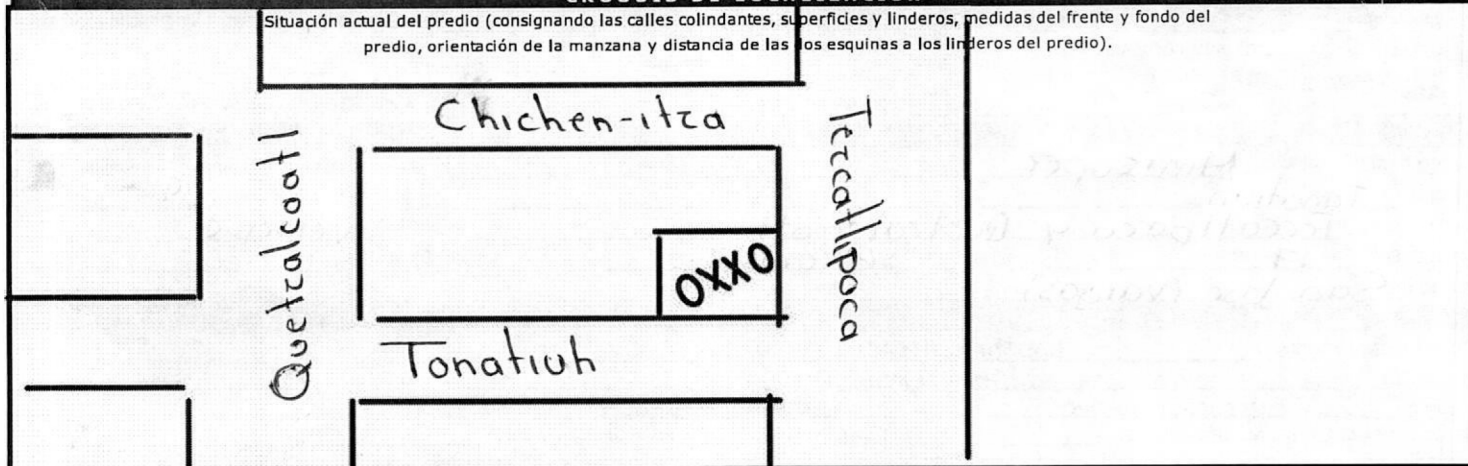 Situación actual del predio (consignando las calles colindantes, superficies y linderos, medidas del frente y fondo del
predio, orientación de la manzana y distancia de las dos esquinas a los linderos del predio).
Chichen-itza
Quetzalcoatl
Tezcatlipoca
OXXO
Tonatiuh